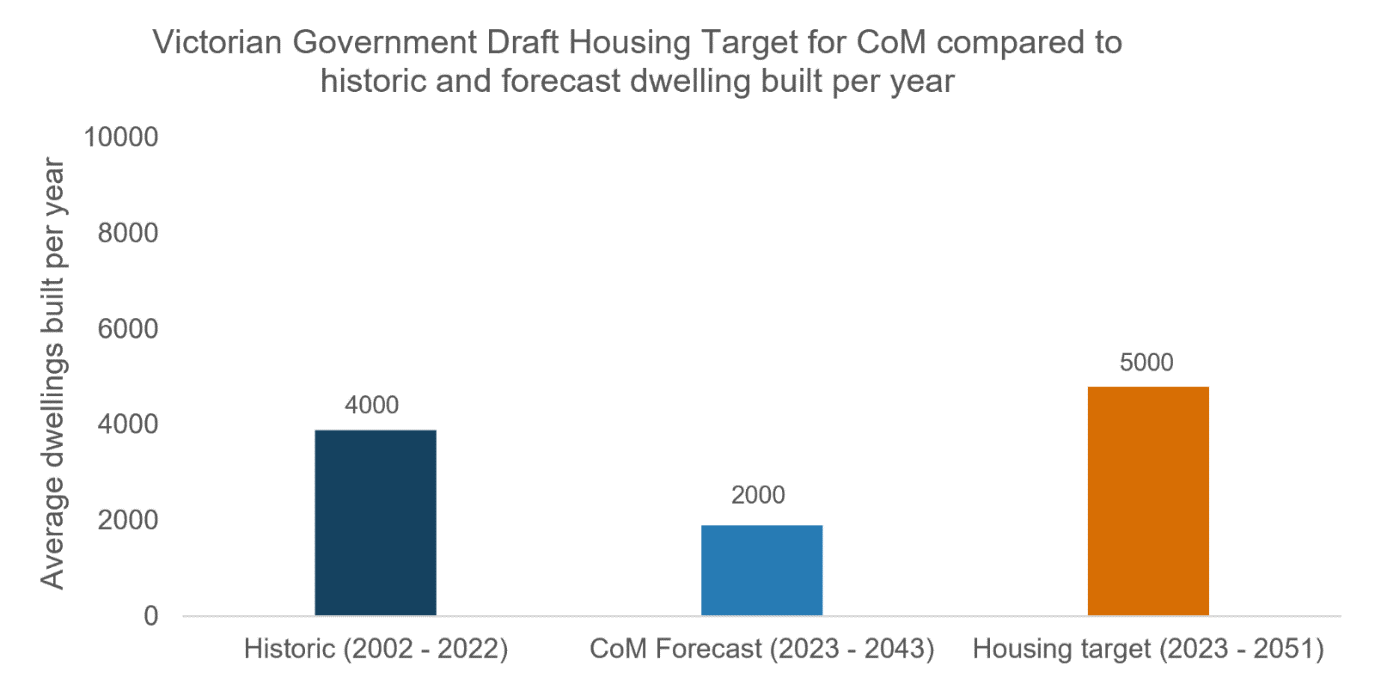 Victorian Government Draft Housing Target for CoM compared to
historic and forecast dwelling built per year
Average dwellings built per year
10000
8000
6000
4000
2000
0
4000
2000
5000
Historic (2002 - 2022)
CoM Forecast (2023 - 2043)
Housing target (2023 - 2051)